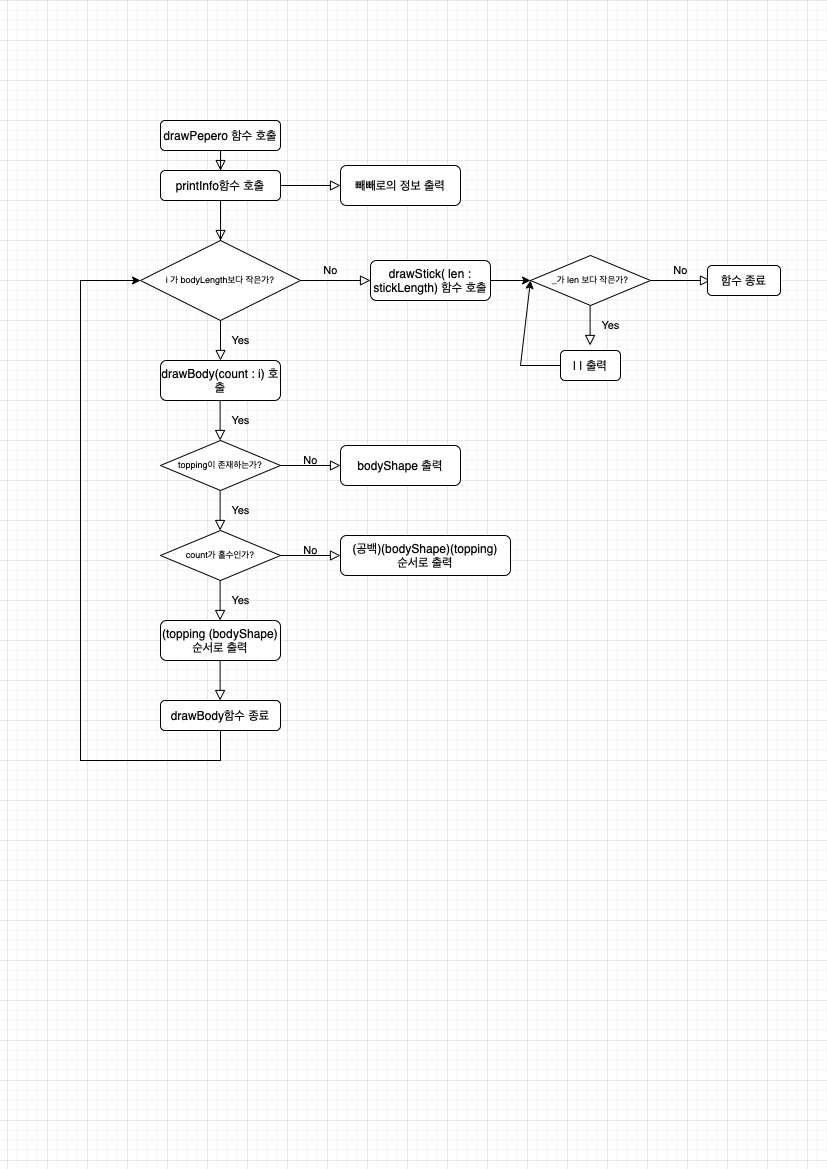 drawPepero 함수 호출
printInfo함수 호출
빼빼로의 정보 출력
i 가 bodyLength보다 작은가?
No
drawStick( len :
stickLength) 함수 호출
_가 len 보다 작은가?
No
함수 종료
Yes
| | 출력
Yes
drawBody(count : i) 호
출
Yes
topping이 존재하는가?
No
bodyShape 출력
Yes
count가 홀수인가?
No
(공백)(bodyShape)(topping)
순서로 출력
Yes
(topping (bodyShape)
순서로 출력
drawBody함수 종료